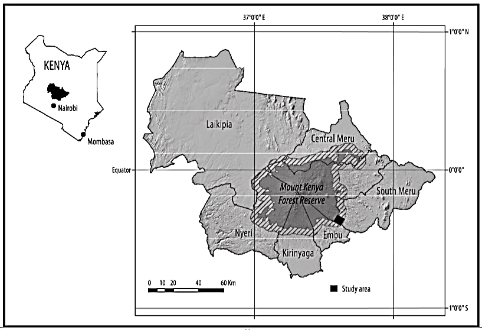 37°0'0"E
38°0'0"E
1°0'0"N
KENYA
Nairobi
Mombasa
Laikipia
Central Meru
Equator
0°0'0"
Mount Kenya
Forest Reserve
South Meru
Nyeri
Embu
Kirinyaga
0 10 20 40 60 Km
Study area
1°0'0"S